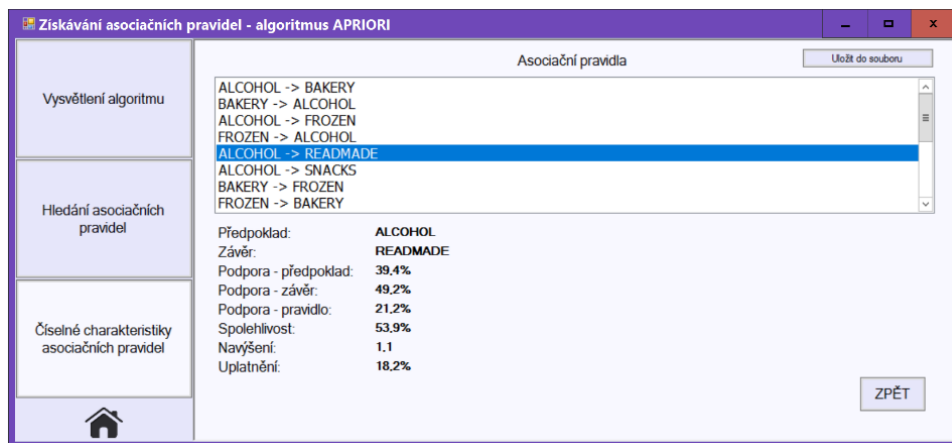 Získávání asociačních pravidel - algoritmus APRIORI
Vysvětlení algoritmu
Hledání asociačních
pravidel
Číselné charakteristiky
asociačních pravidel
Asociační pravidla
Uložit do souboru
ALCOHOL -> BAKERY
BAKERY -> ALCOHOL
ALCOHOL -> FROZEN
FROZEN -> ALCOHOL
ALCOHOL -> READMADE
ALCOHOL -> SNACKS
BAKERY -> FROZEN
FROZEN -> BAKERY
Předpoklad: ALCOHOL
Závěr: READMADE
Podpora - předpoklad: 39,4%
Podpora - závěr: 49,2%
Podpora - pravidlo: 21,2%
Spolehlivost: 53,9%
Navýšení: 1,1
Uplatnění: 18,2%
ZPĚT